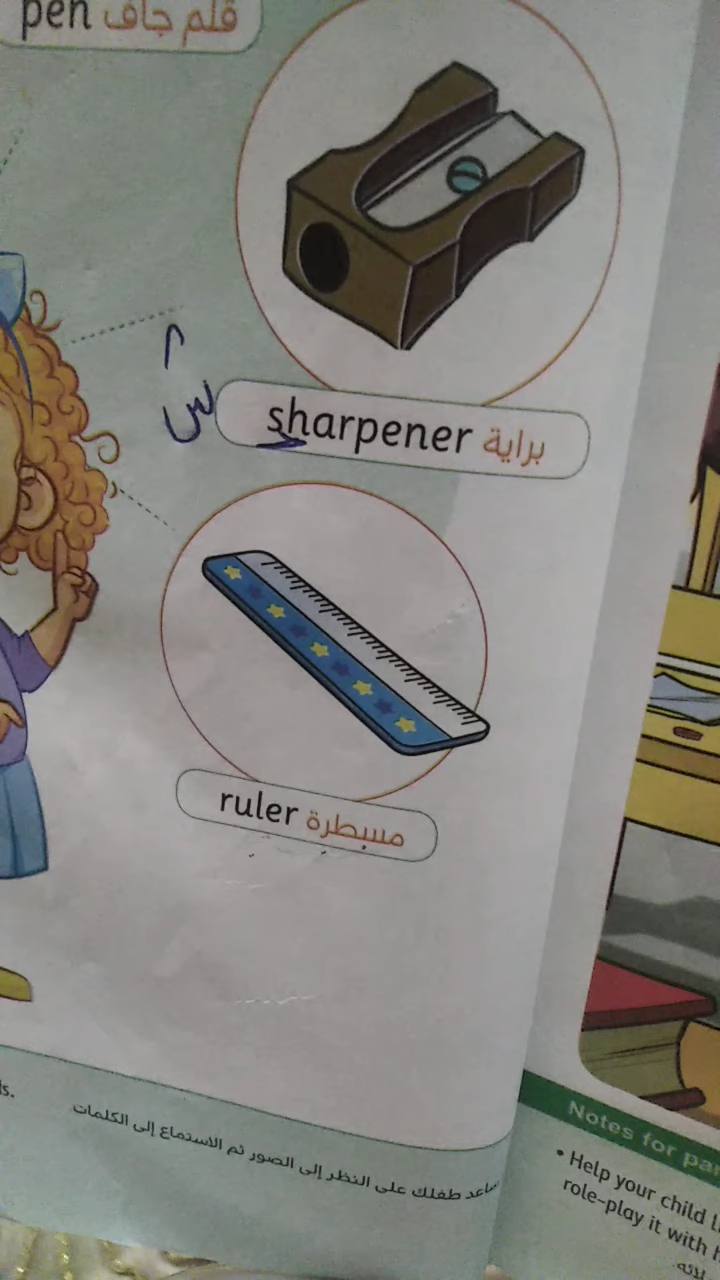 pen قلم جاف
sharpener براية
ruler مسطرة
ساعد طفلك على النظر إلى الصور ثم الاستماع إلى الكلمات
Notes for
• Help your child
role-play it with